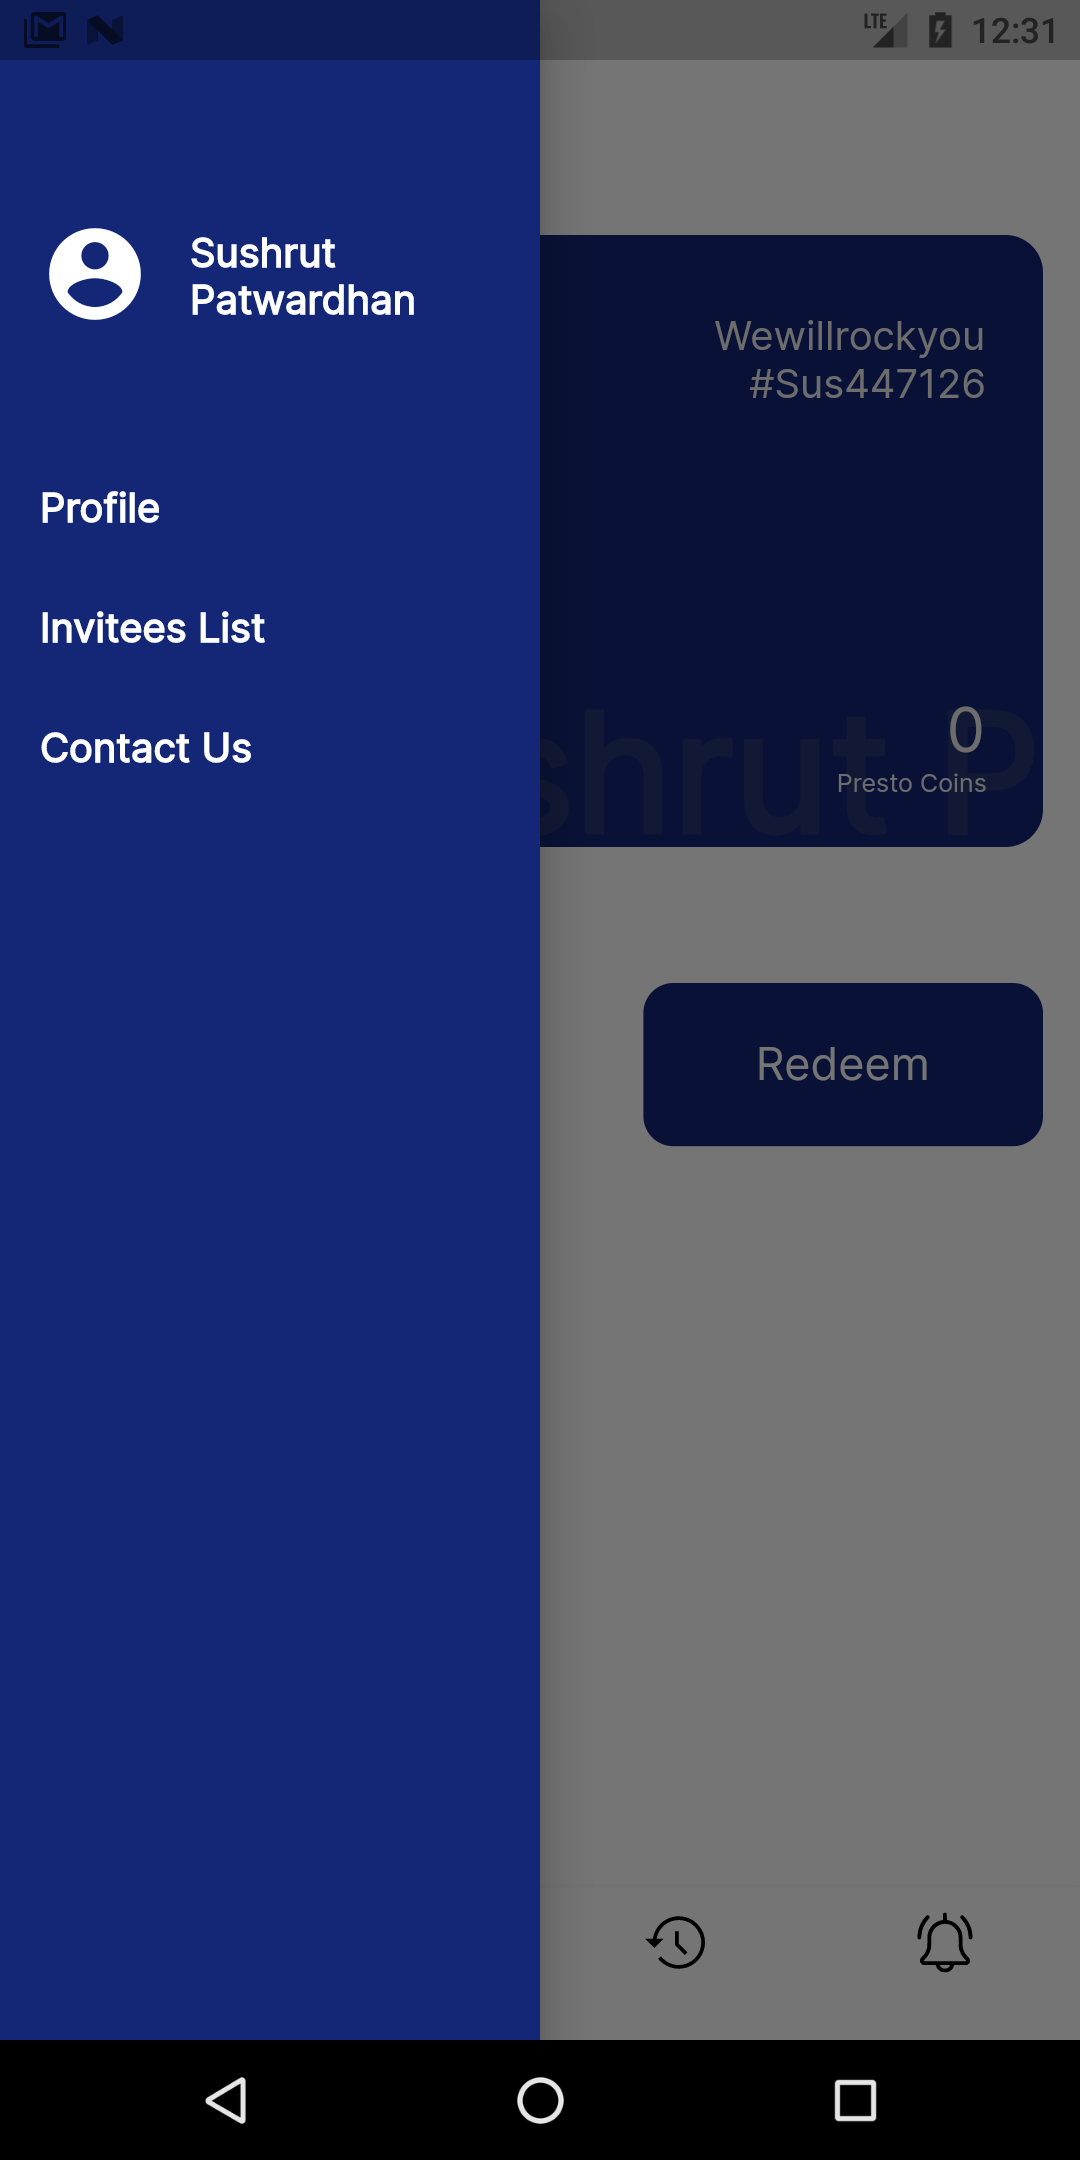 LTE 12:31
Sushrut
Patwardhan
Profile
Invitees List
Contact Us
Wewillrockyou
#Sus447126
0
Presto Coins
shrut P
Redeem